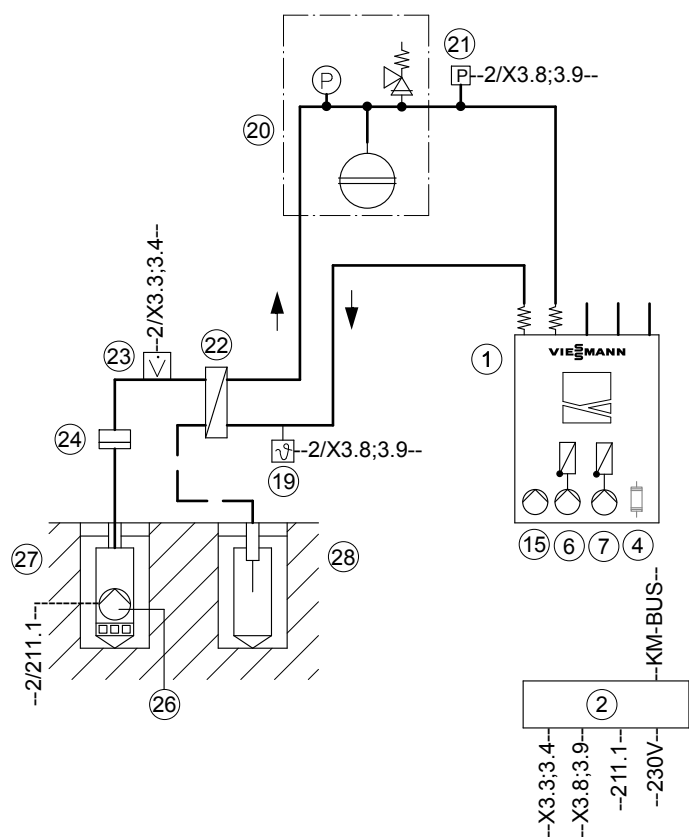 21
P
P
--2/X3.8;3.9--
20
---2/X3.3;3.4--
23
22
1
VIESMANN
24
--2/X3.8;3.9--
19
15
6
7
4
27
28
--2/211.1---
26
---KM-BUS---
2
---X3.3;3.4---
---X3.8;3.9---
---211.1---
---230V---